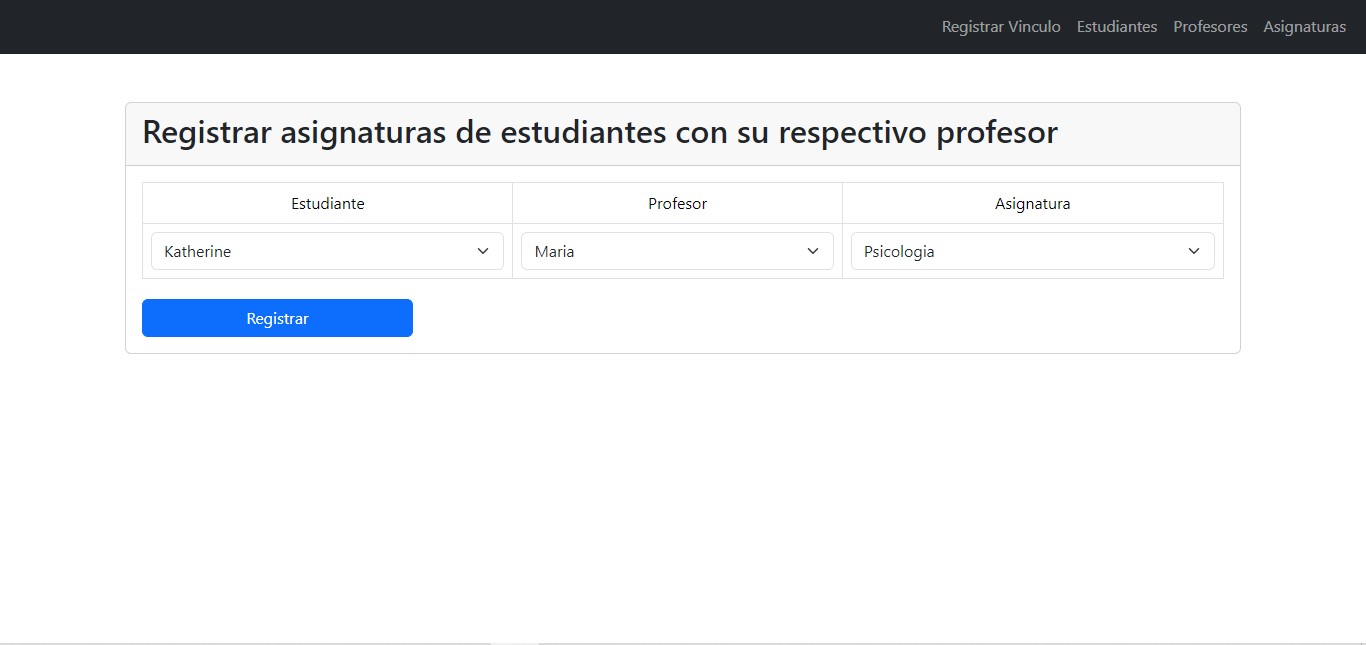 Registrar Vinculo Estudiantes Profesores Asignaturas
Registrar asignaturas de estudiantes con su respectivo profesor
Estudiante Profesor Asignatura
Katherine Maria Psicologia
Registrar